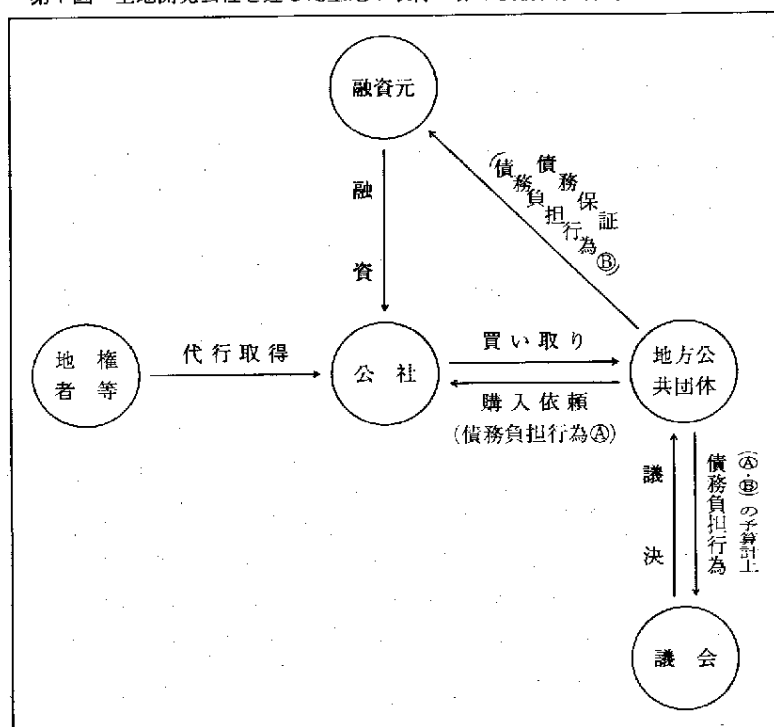 融資元
融
資
債務保証
(債務負担行為Ⓑ)
地権
者等
代行取得
公社
買い取り
購入依頼
(債務負担行為Ⓐ)
地方公
共団体
議
決
債務負担行為
(Ⓐ・Ⓑ)の予算計上
議会